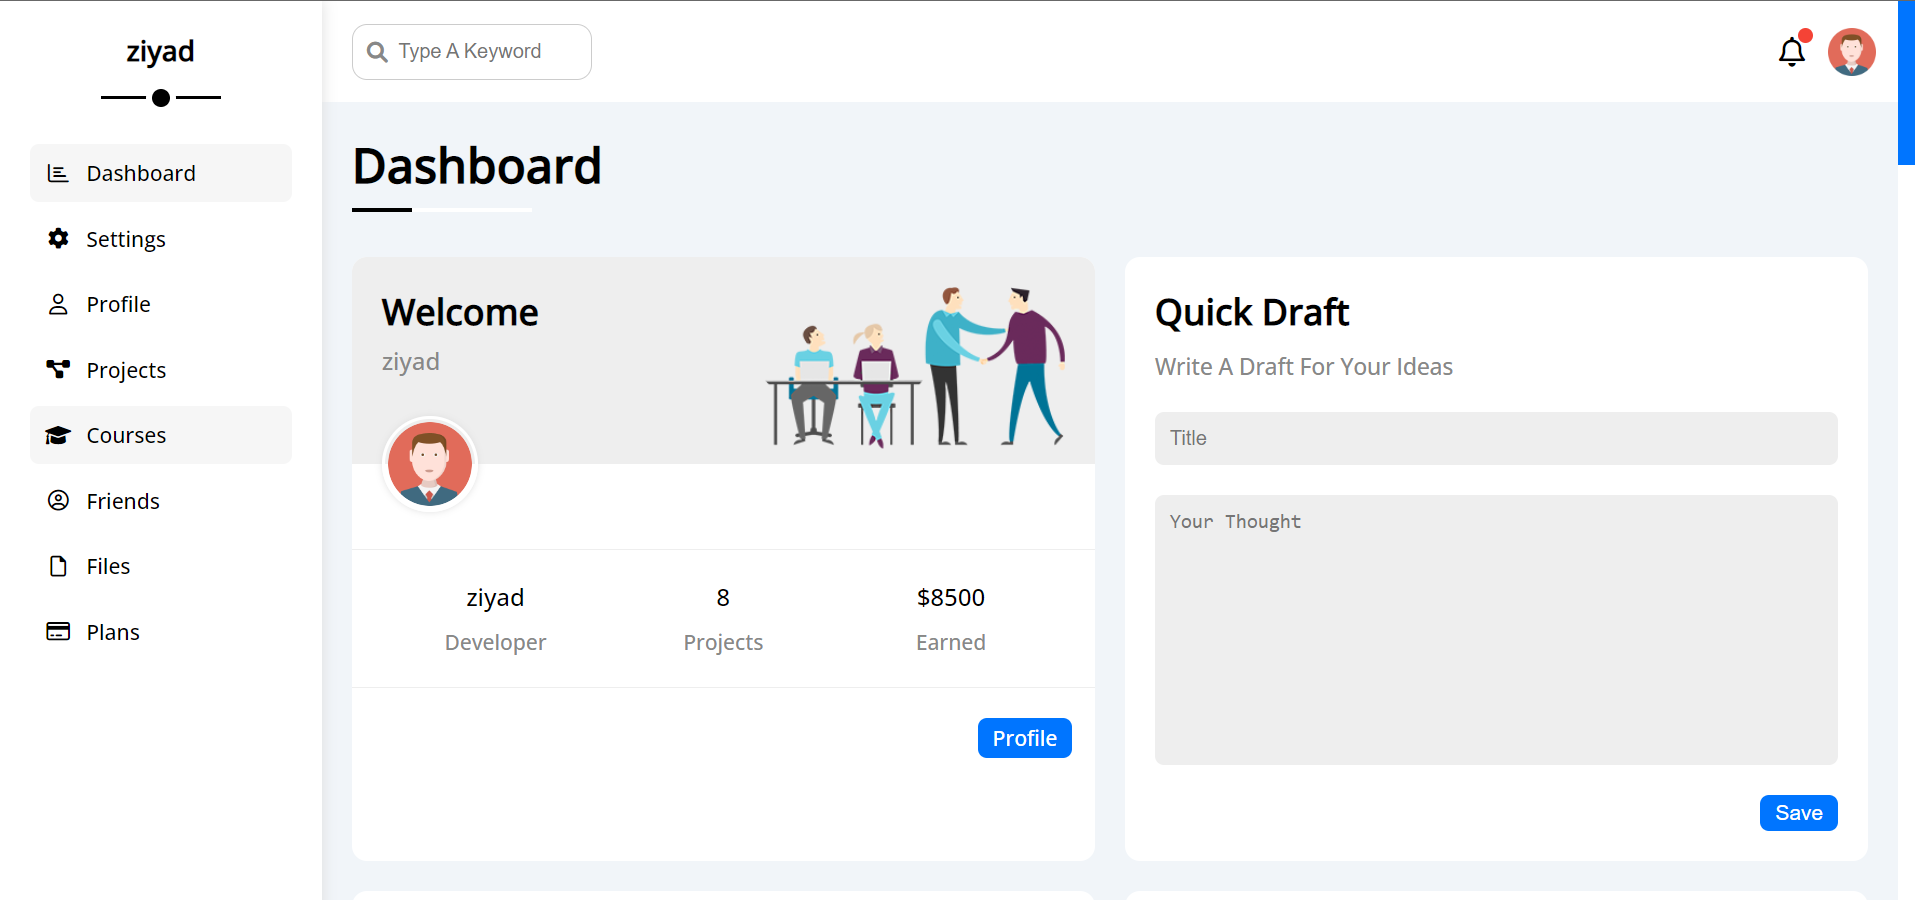 ziyad
Dashboard
Settings
Profile
Projects
Courses
Friends
Files
Plans
Type A Keyword
Dashboard
Welcome
ziyad
ziyad
Developer
8
Projects
$8500
Earned
Profile
Quick Draft
Write A Draft For Your Ideas
Title
Your Thought
Save